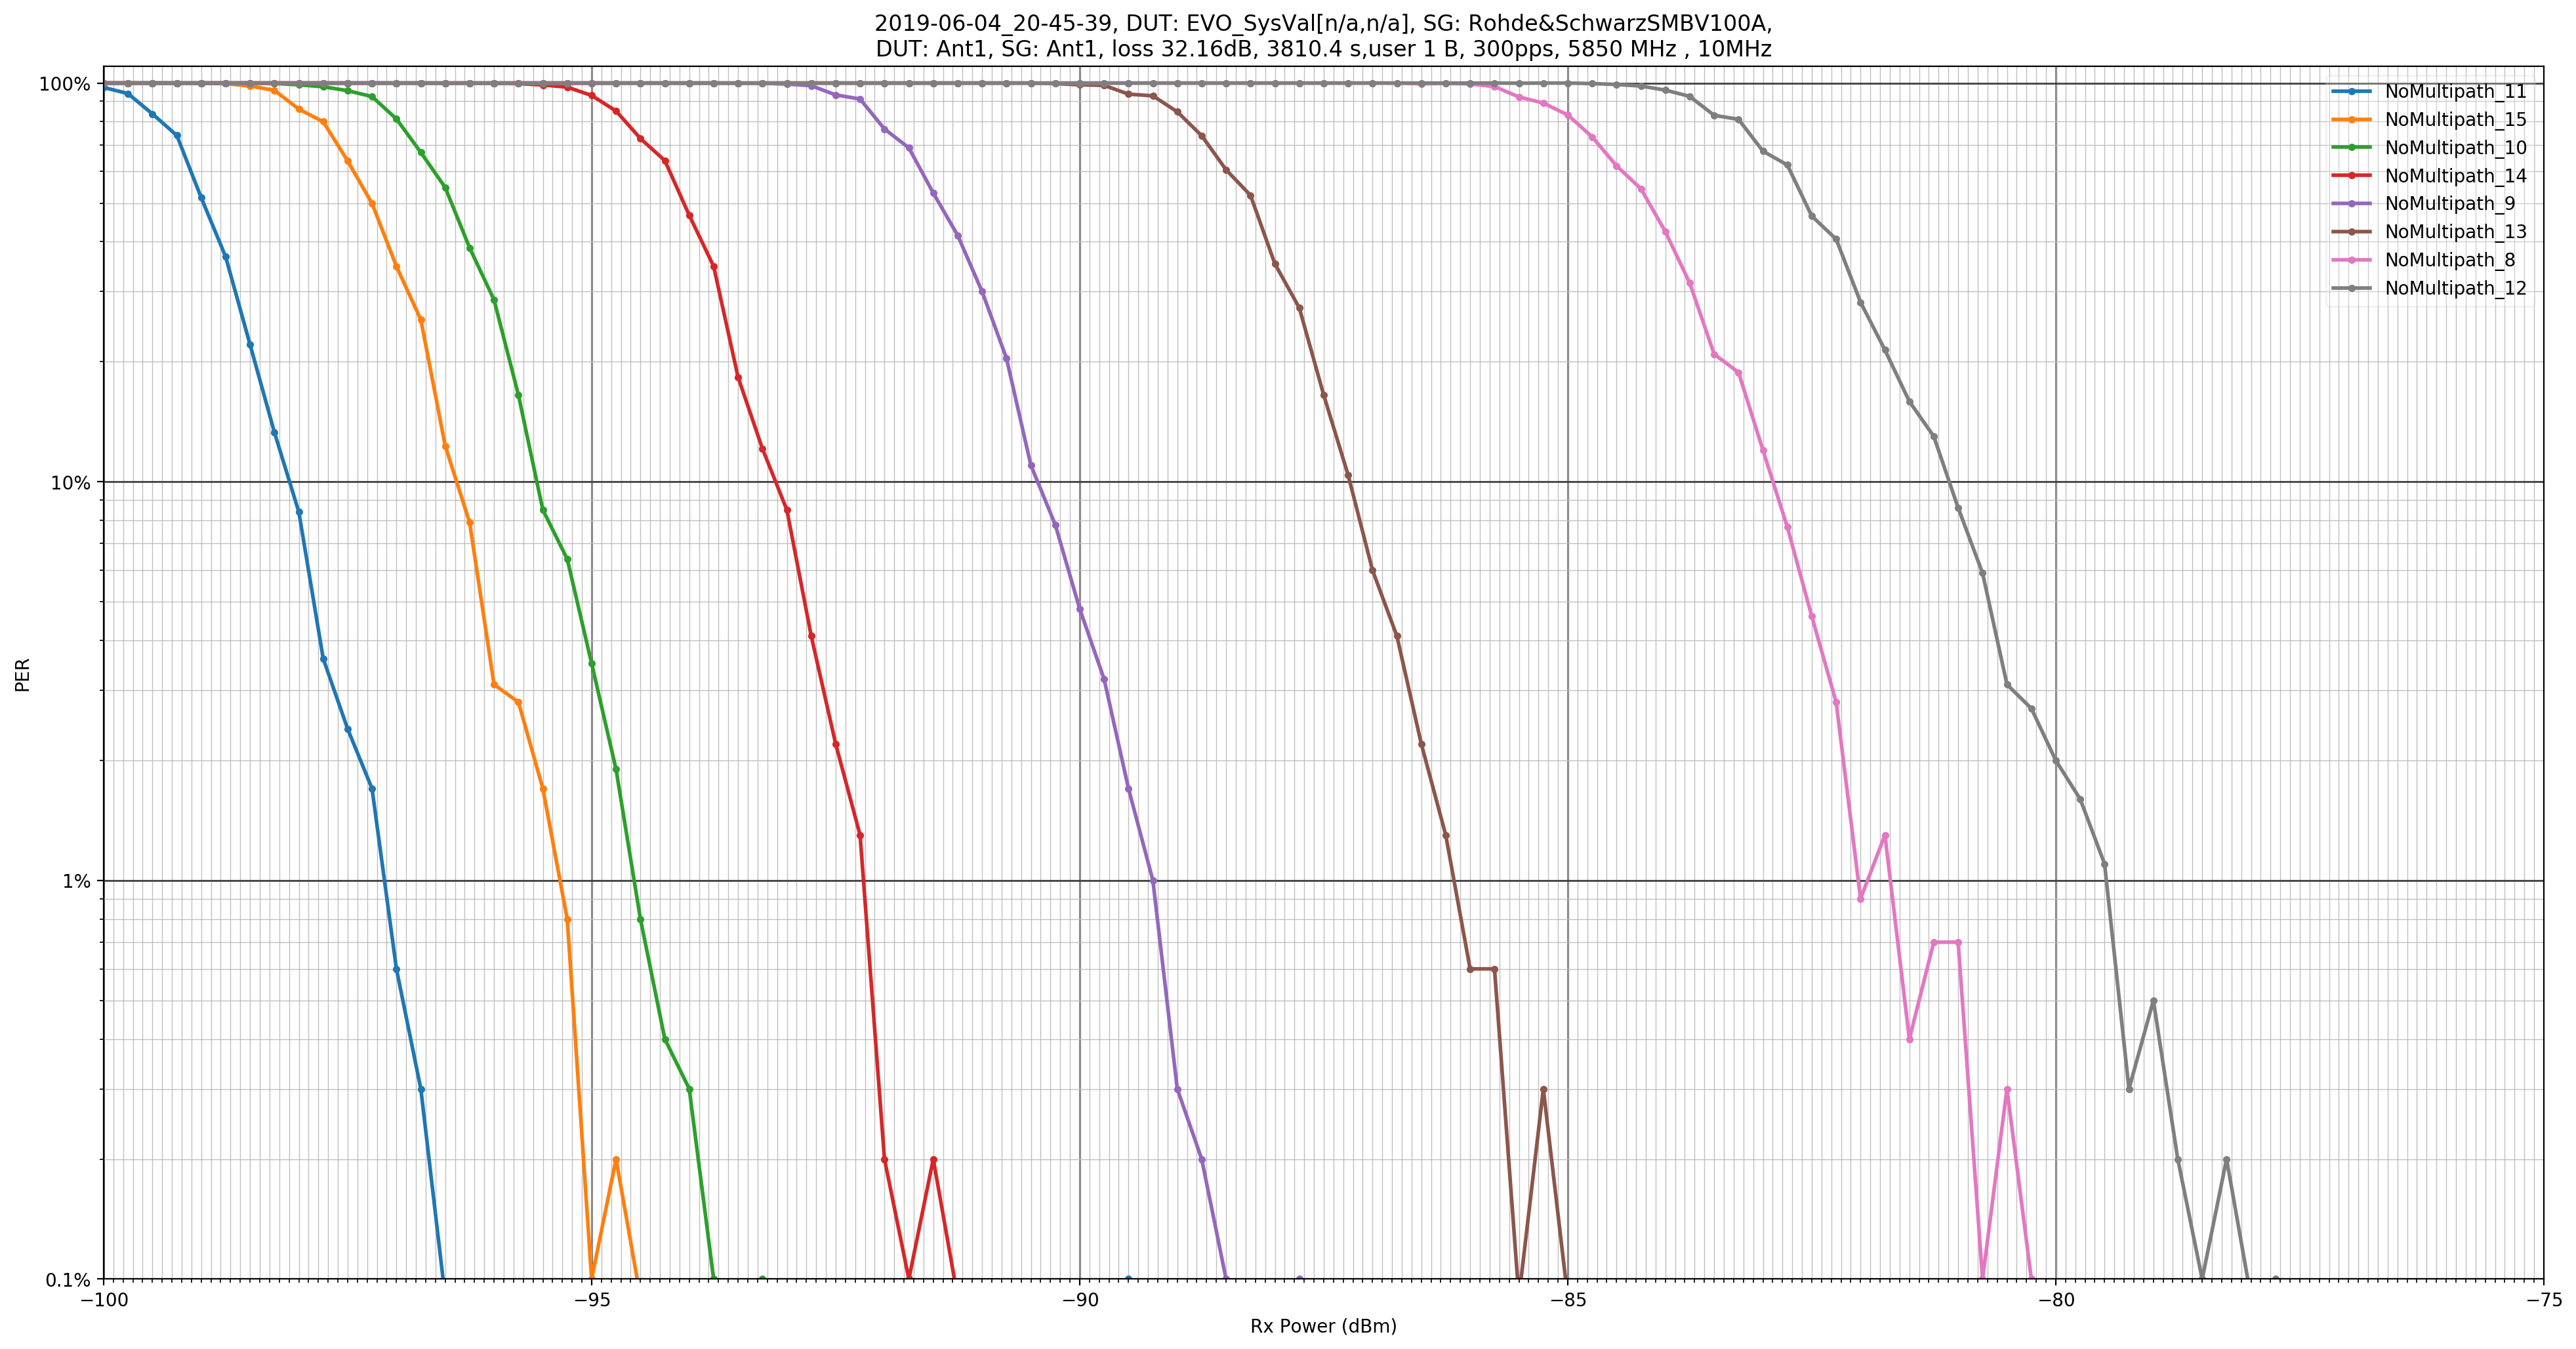 2019-06-04_20-45-39, DUT: EVO_SysVal[n/a,n/a], SG: Rohde&SchwarzSMBV100A,
DUT: Ant1, SG: Ant1, loss 32.16dB, 3810.4 s,user 1 B, 300pps, 5850 MHz , 10MHz
100%
10%
1%
0.1%
PER
NoMultipath_11
NoMultipath_15
NoMultipath_10
NoMultipath_14
NoMultipath_9
NoMultipath_13
NoMultipath_8
NoMultipath_12
−100 −95 −90 −85 −80 −75
Rx Power (dBm)